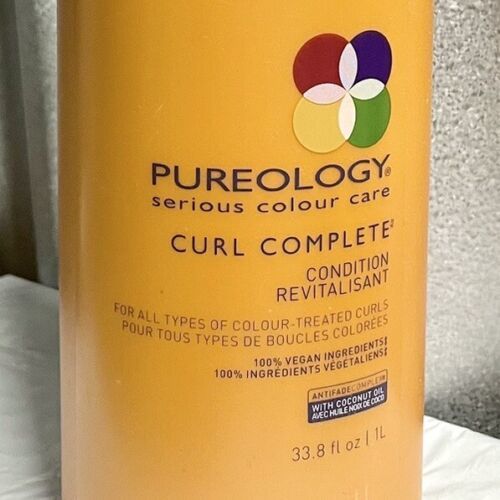 PUREOLOGY®
serious colour care
CURL COMPLETE
CONDITION
REVITALISANT
FOR ALL TYPES OF COLOUR-TREATED CURLS
POUR TOUS TYPES DE BOUCLES COLORÉES
100% VEGAN INGREDIENTS‡
100% INGRÉDIENTS VÉGÉTALIENS‡
ANTIFADECOMPLEX®
WITH COCONUT OIL
AVEC HUILE NOIX DE COCO
33.8 fl oz | 1L